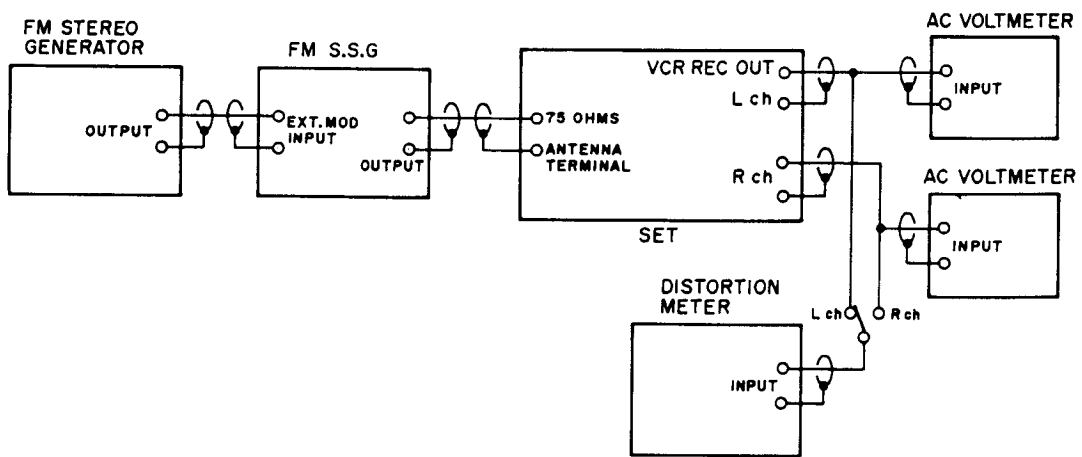 FM STEREO
GENERATOR
OUTPUT
FM S.S.G
EXT.MOD
INPUT
OUTPUT
75 OHMS
ANTENNA
TERMINAL
VCR REC OUT
L ch
R ch
SET
AC VOLTMETER
INPUT
AC VOLTMETER
INPUT
DISTORTION
METER
L ch
R ch
INPUT